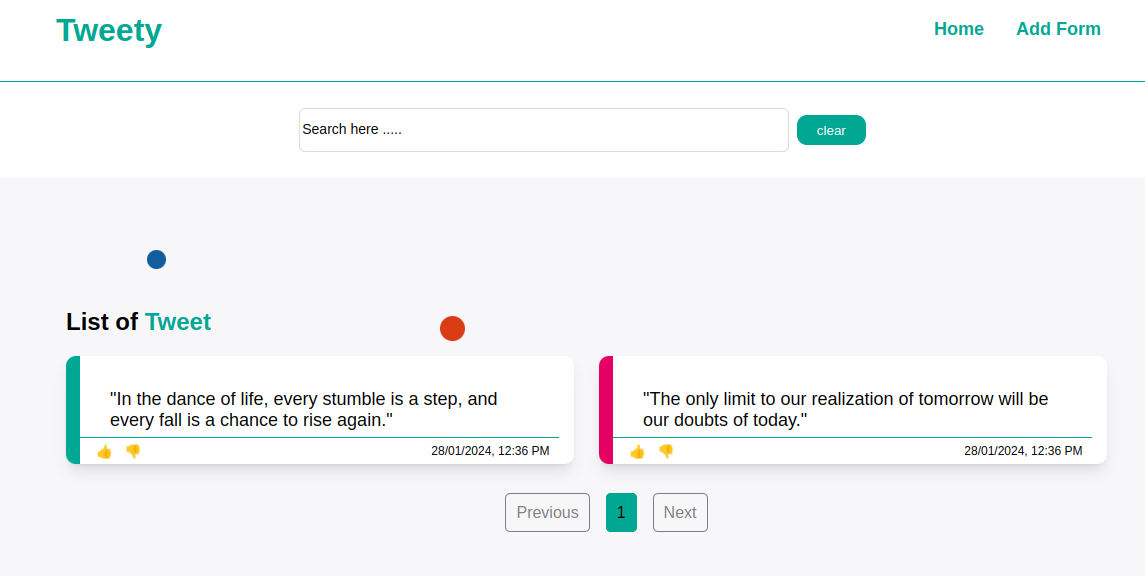 Tweety
Home Add Form
Search here .....
clear
List of Tweet
"In the dance of life, every stumble is a step, and
every fall is a chance to rise again."
👍 👎 28/01/2024, 12:36 PM
"The only limit to our realization of tomorrow will be
our doubts of today."
👍 👎 28/01/2024, 12:36 PM
Previous 1 Next